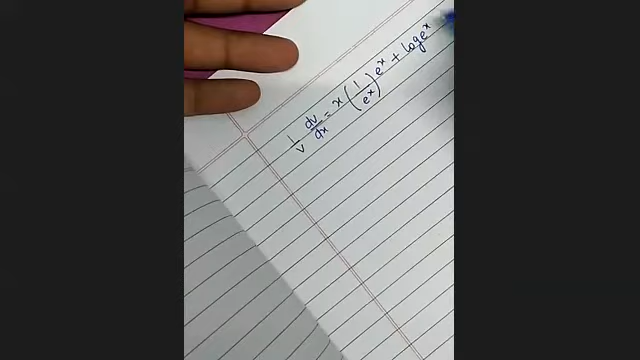 1/v dv/dx = x (1/e^x) e^x + log e^x